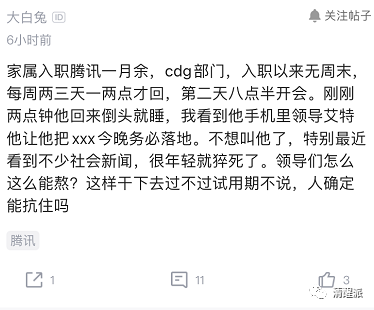 大白兔 ID
关注帖子
6小时前
家属入职腾讯一月余，cdg部门，入职以来无周末，
每周两三天一两点才回，第二天八点半开会。刚刚
两点钟他回来倒头就睡，我看到他手机里领导艾特
他让他把xxx今晚务必落地。不想叫他了，特别最近
看到不少社会新闻，很年轻就猝死了。领导们怎么
这么能熬？这样干下去过不过试用期不说，人确定
能抗住吗
腾讯
1
11
3
清醒派